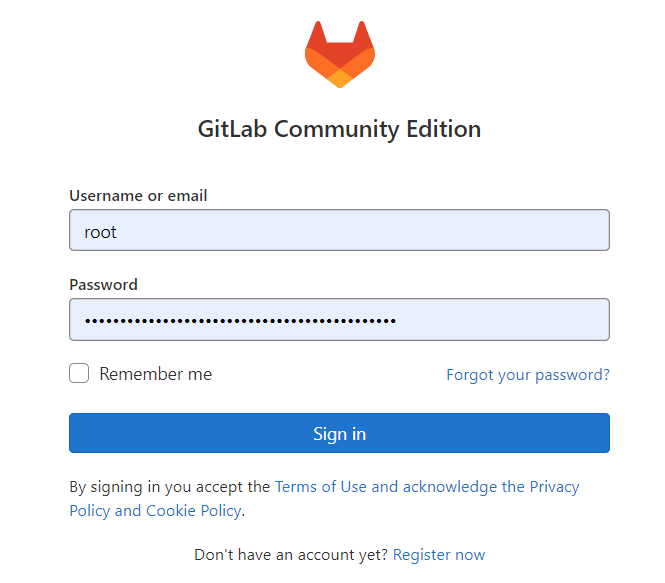 GitLab Community Edition
Username or email
root
Password
••••••••••••••••••••••••••••••••••••••••••••
Remember me
Forgot your password?
Sign in
By signing in you accept the Terms of Use and acknowledge the Privacy
Policy and Cookie Policy.
Don't have an account yet? Register now